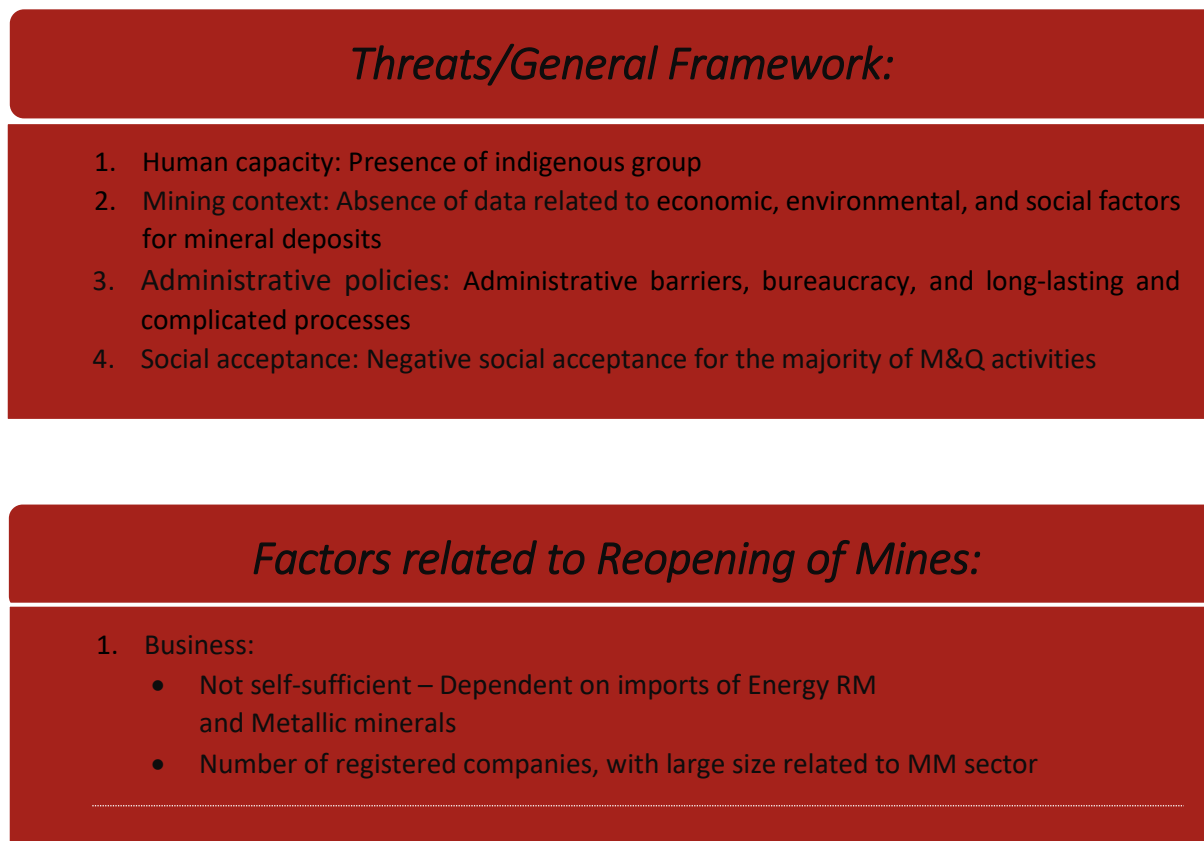 Threats/General Framework:
1. Human capacity: Presence of indigenous group
2. Mining context: Absence of data related to economic, environmental, and social factors
for mineral deposits
3. Administrative policies: Administrative barriers, bureaucracy, and long-lasting and
complicated processes
4. Social acceptance: Negative social acceptance for the majority of M&Q activities
Factors related to Reopening of Mines:
1. Business:
• Not self-sufficient – Dependent on imports of Energy RM
and Metallic minerals
• Number of registered companies, with large size related to MM sector